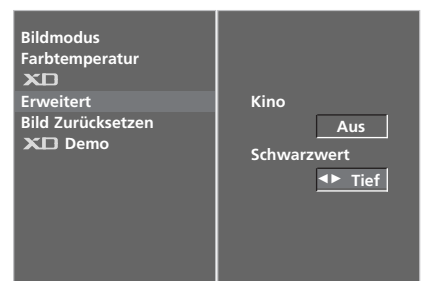 Bildmodus
Farbtemperatur
XD
Erweitert
Bild Zurücksetzen
XD Demo
Kino
Aus
Schwarzwert
◄► Tief